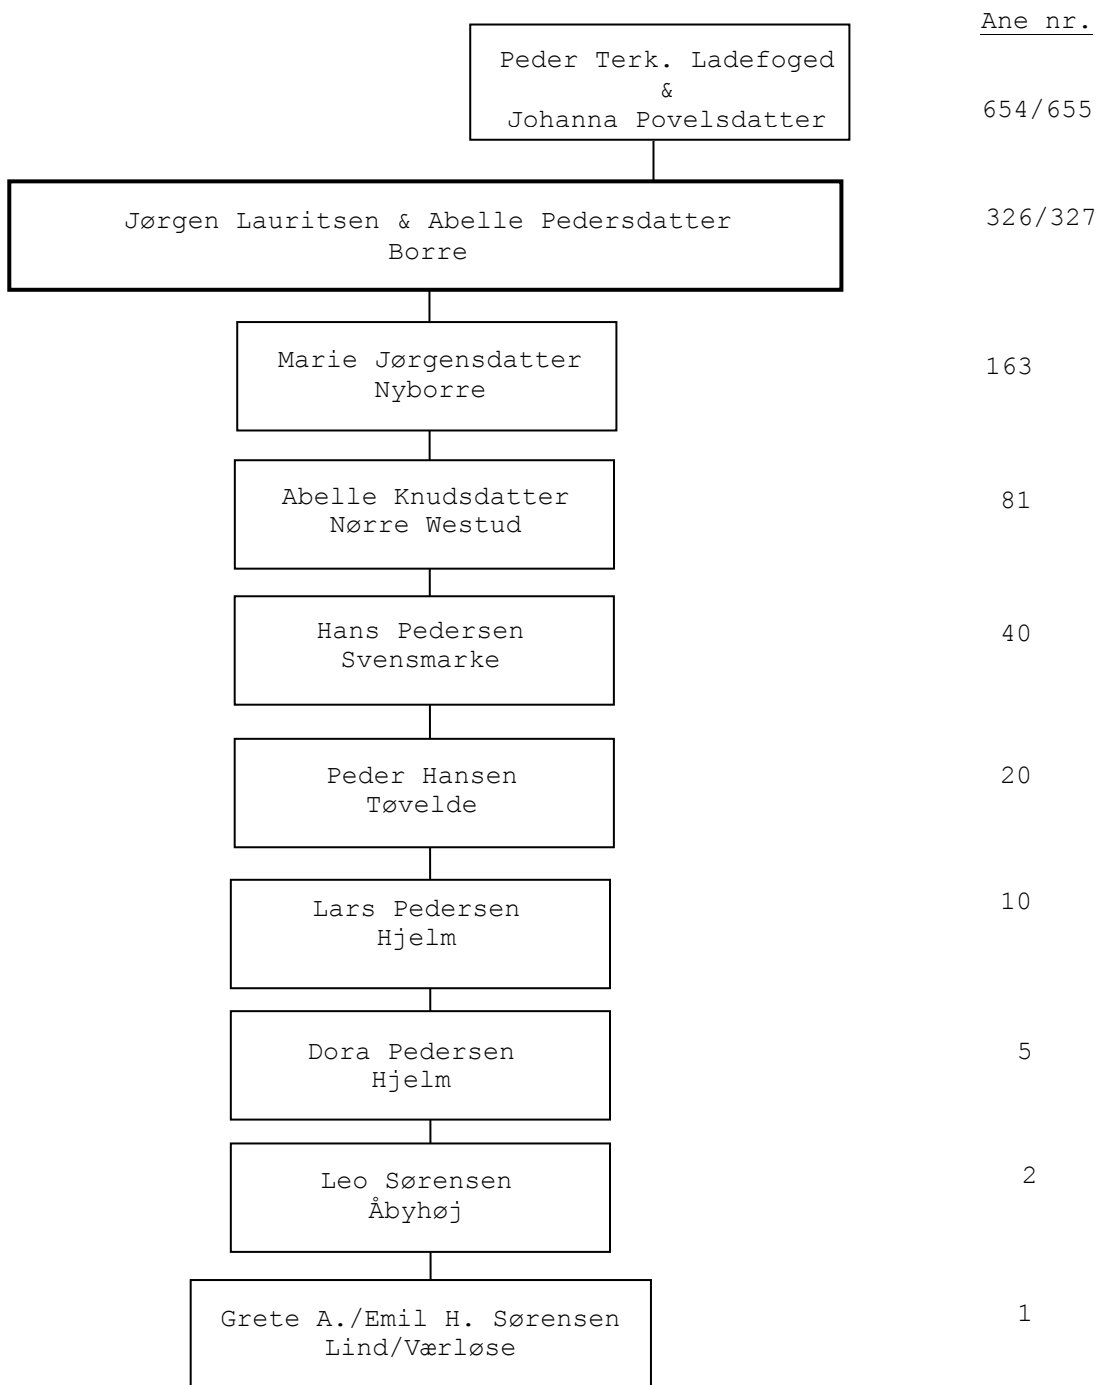 Ane nr.
Peder Terk. Ladefoged
&
Johanna Povelsdatter
654/655
Jørgen Lauritsen & Abelle Pedersdatter
Borre
326/327
Marie Jørgensdatter
Nyborre
163
Abelle Knudsdatter
Nørre Westud
81
Hans Pedersen
Svensmarke
40
Peder Hansen
Tøvelde
20
Lars Pedersen
Hjelm
10
Dora Pedersen
Hjelm
5
Leo Sørensen
Åbyhøj
2
Grete A./Emil H. Sørensen
Lind/Værløse
1